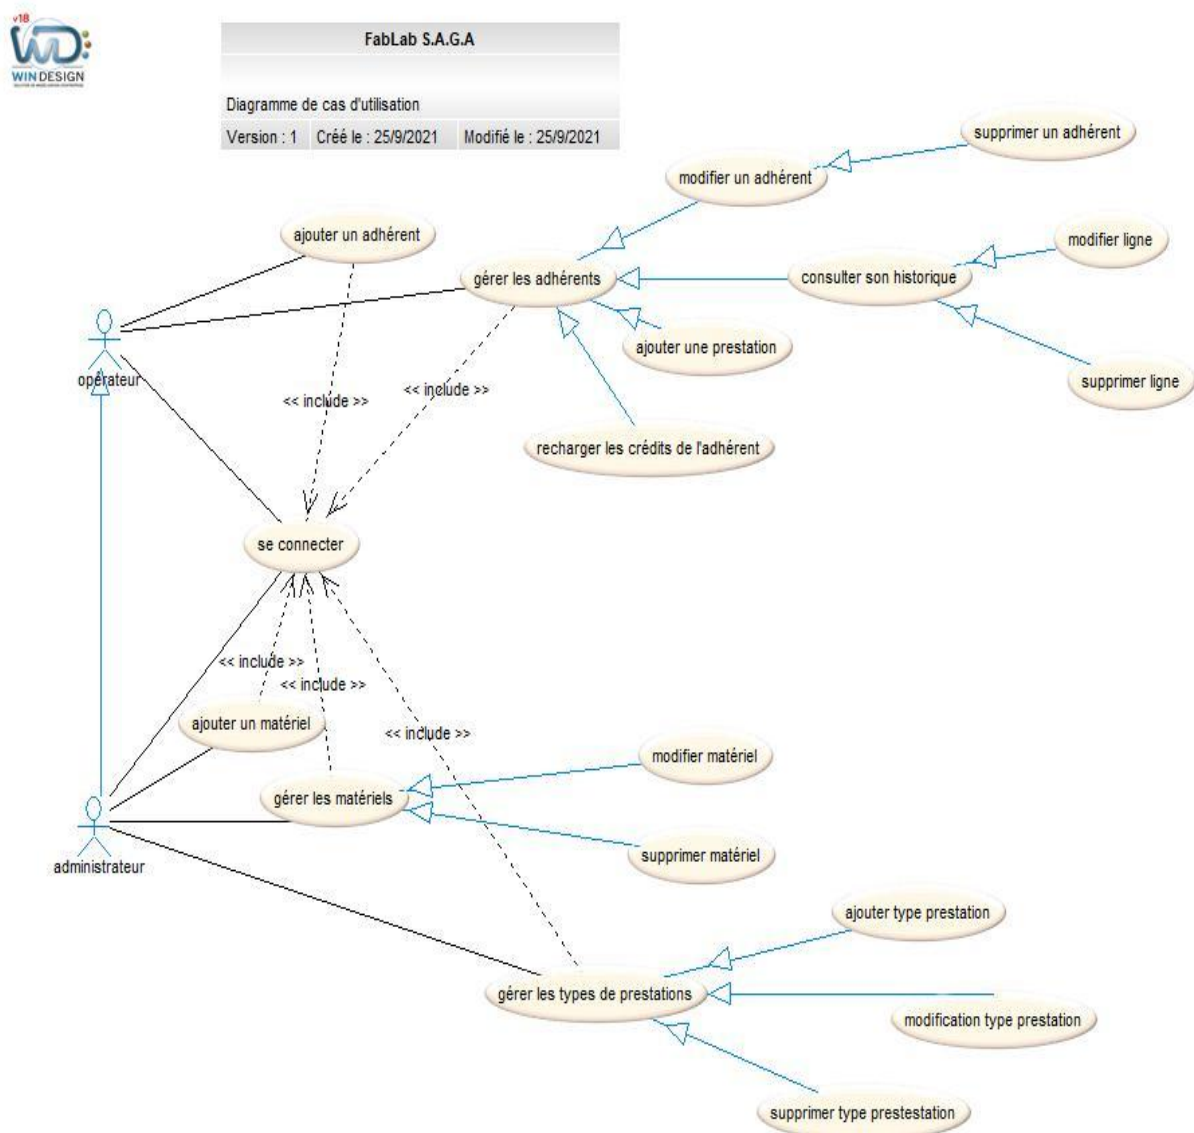 v18
WINDESIGN
FabLab S.A.G.A
Diagramme de cas d'utilisation
Version : 1 Créé le : 25/9/2021 Modifié le : 25/9/2021
supprimer un adhérent
modifier un adhérent
ajouter un adhérent
modifier ligne
gérer les adhérents
consulter son historique
ajouter une prestation
opérateur
supprimer ligne
<< include >>
<< include >>
recharger les crédits de l'adhérent
se connecter
<< include >>
<< include >>
ajouter un matériel
<< include >>
modifier matériel
gérer les matériels
supprimer matériel
administrateur
ajouter type prestation
gérer les types de prestations
modification type prestation
supprimer type prestestation